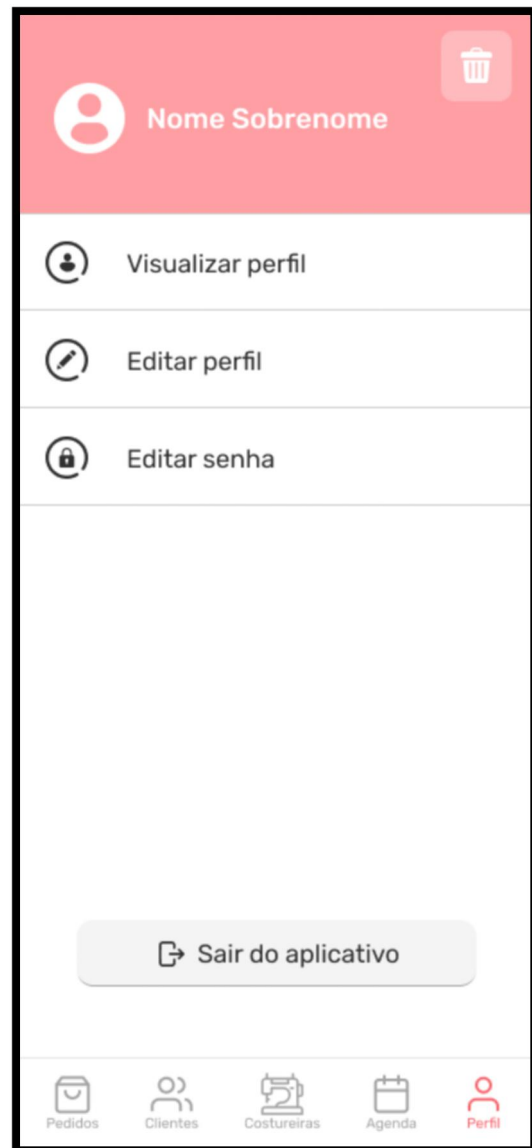 Nome Sobrenome
Visualizar perfil
Editar perfil
Editar senha
Sair do aplicativo
Pedidos Clientes Costureiras Agenda Perfil